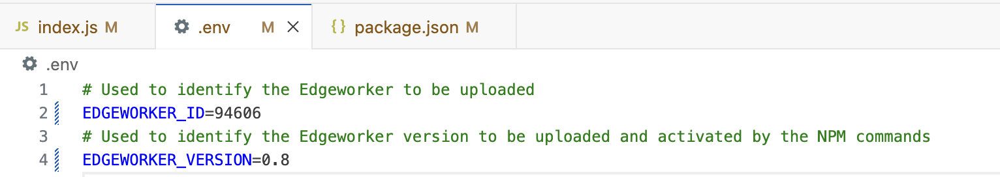 JS index.js M .env M {} package.json M
.env
1 # Used to identify the Edgeworker to be uploaded
2 EDGEWORKER_ID=94606
3 # Used to identify the Edgeworker version to be uploaded and activated by the NPM commands
4 EDGEWORKER_VERSION=0.8